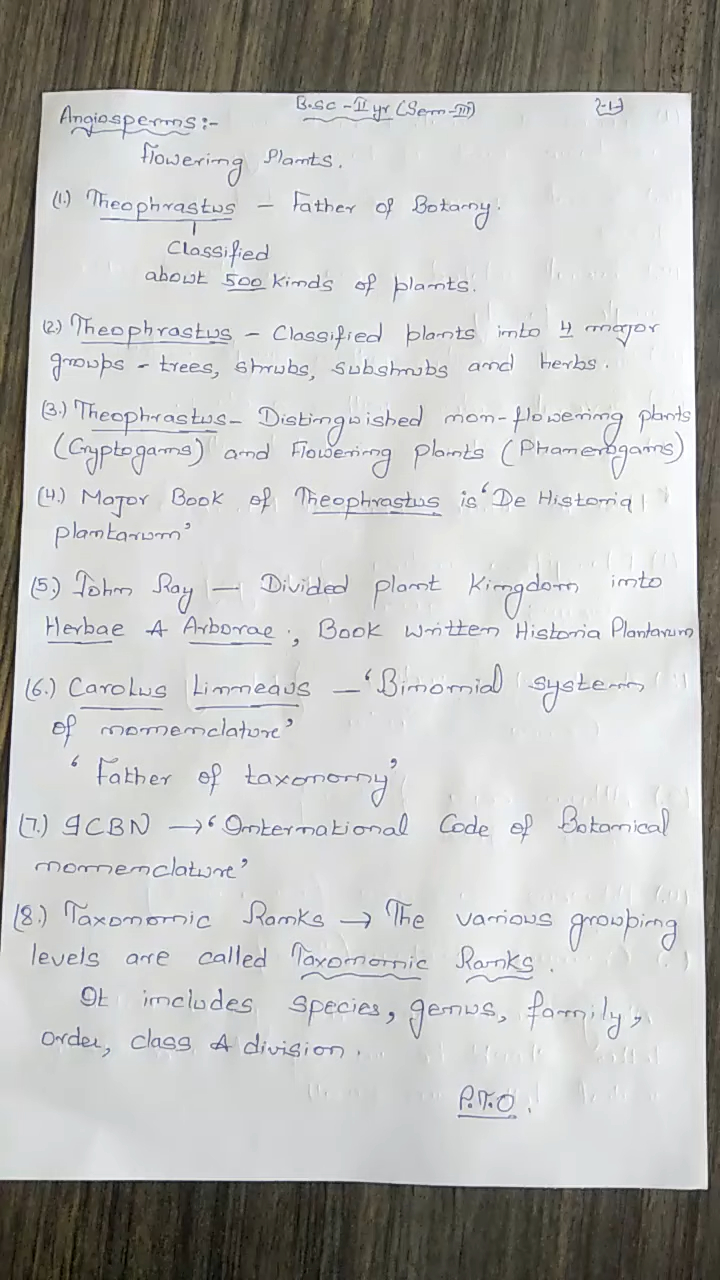 B.sc - II yr (Sem-III)
Angiosperms :-
Flowering Plants.
(1.) Theophrastus - Father of Botany.
Classified
about 500 kinds of plants.
(2.) Theophrastus - Classified plants into 4 major
groups - trees, shrubs, subshrubs and herbs.
(3.) Theophrastus - Distinguished non-flowering plants
(Cryptogams) and Flowering plants (Phanerogams)
(4.) Major Book of Theophrastus is 'De Historia
plantarum'
(5.) John Ray - Divided plant Kingdom into
Herbae & Arborae; Book written Historia Plantarum
(6.) Carolus Linneaus - 'Binomial system
of nomenclature'
'Father of taxonomy'
(7.) ICBN → 'International Code of Botanical
nomenclature'
(8.) Taxonomic Ranks → The various grouping
levels are called Taxonomic Ranks.
It includes species, genus, family,
order, class & division.
P.T.O.